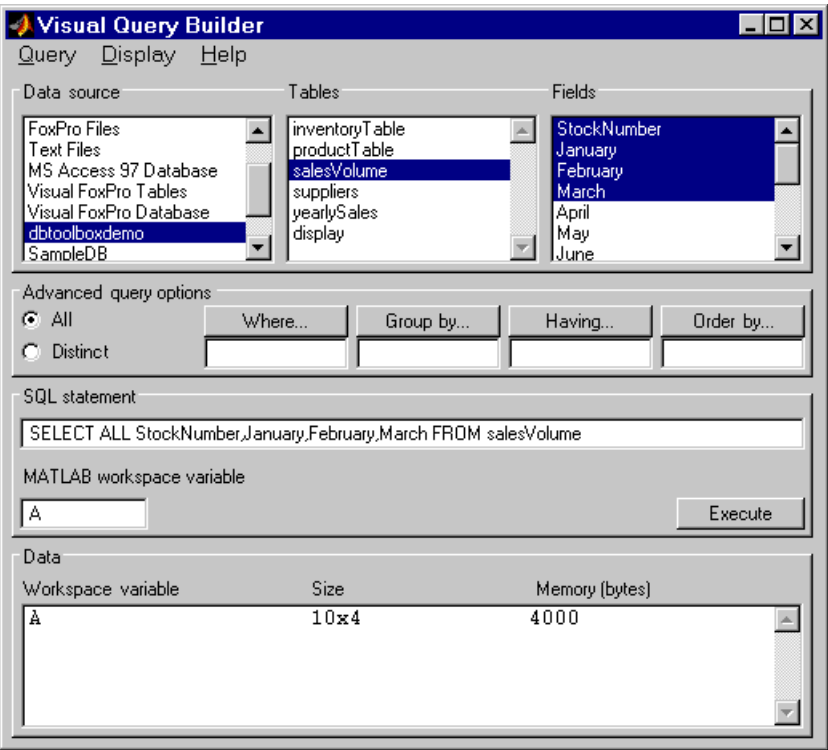 Visual Query Builder
Query Display Help
Data source
FoxPro Files
Text Files
MS Access 97 Database
Visual FoxPro Tables
Visual FoxPro Database
dbtoolboxdemo
SampleDB
Tables
inventoryTable
productTable
salesVolume
suppliers
yearlySales
display
Fields
StockNumber
January
February
March
April
May
June
Advanced query options
All
Distinct
Where...
Group by...
Having...
Order by...
SQL statement
SELECT ALL StockNumber,January,February,March FROM salesVolume
MATLAB workspace variable
A
Execute
Data
Workspace variable Size Memory (bytes)
A 10x4 4000